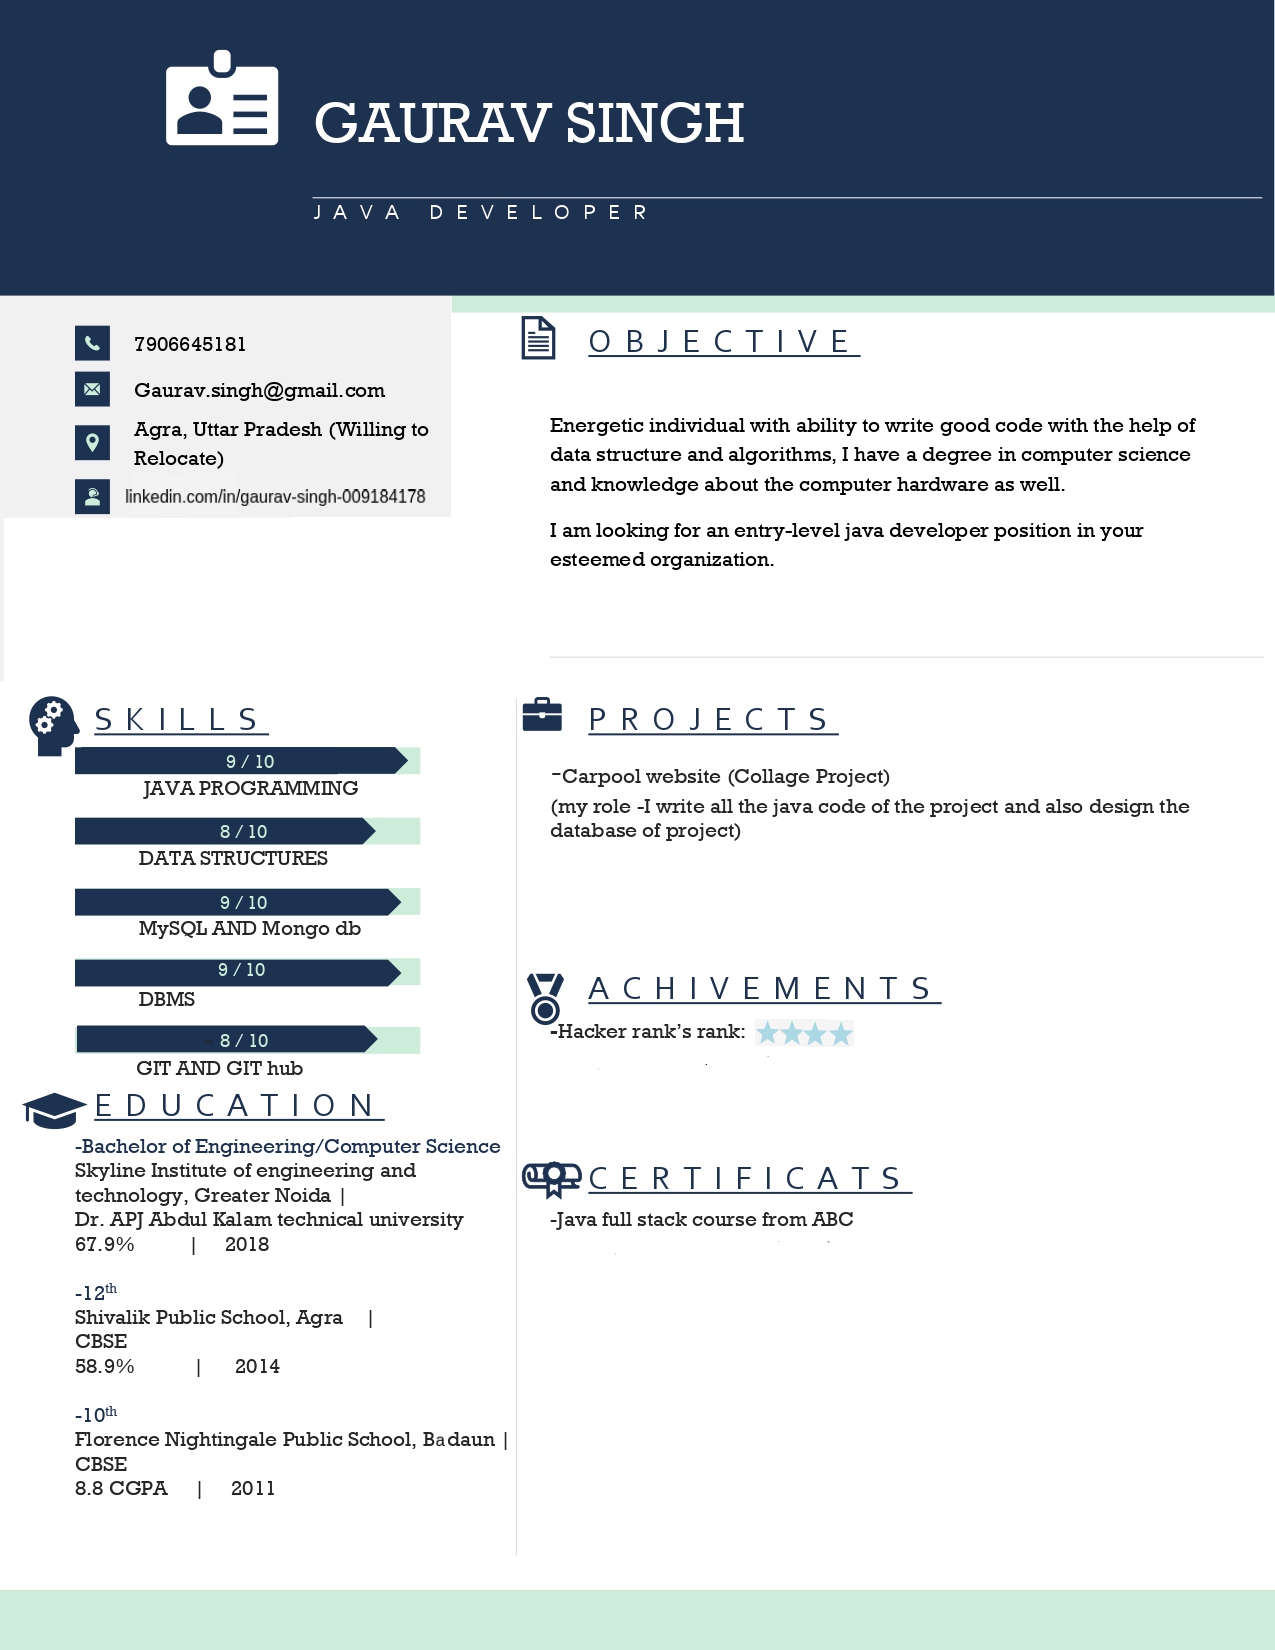 GAURAV SINGH
JAVA DEVELOPER
7906645181
Gaurav.singh@gmail.com
Agra, Uttar Pradesh (Willing to
Relocate)
linkedin.com/in/gaurav-singh-009184178
OBJECTIVE
Energetic individual with ability to write good code with the help of
data structure and algorithms, I have a degree in computer science
and knowledge about the computer hardware as well.
I am looking for an entry-level java developer position in your
esteemed organization.
SKILLS
9 / 10
JAVA PROGRAMMING
8 / 10
DATA STRUCTURES
9 / 10
MySQL AND Mongo db
9 / 10
DBMS
8 / 10
GIT AND GIT hub
EDUCATION
-Bachelor of Engineering/Computer Science
Skyline Institute of engineering and
technology, Greater Noida |
Dr. APJ Abdul Kalam technical university
67.9% | 2018
-12th
Shivalik Public School, Agra |
CBSE
58.9% | 2014
-10th
Florence Nightingale Public School, Badaun |
CBSE
8.8 CGPA | 2011
PROJECTS
-Carpool website (Collage Project)
(my role -I write all the java code of the project and also design the
database of project)
ACHIVEMENTS
-Hacker rank's rank: ★★★★
CERTIFICATS
-Java full stack course from ABC